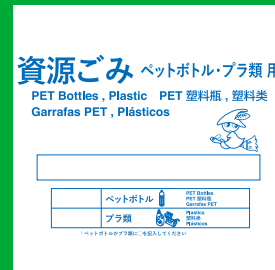 資源ごみ ペットボトル・プラ類 用
PET Bottles , Plastic PET 塑料瓶 , 塑料类
Garrafas PET , Plásticos
ペットボトル
PET Bottles
PET 塑料瓶
Garrafas PET
プラ類
Plastics
塑料类
Plásticos
↑ペットボトルかプラ類に○を記入してください